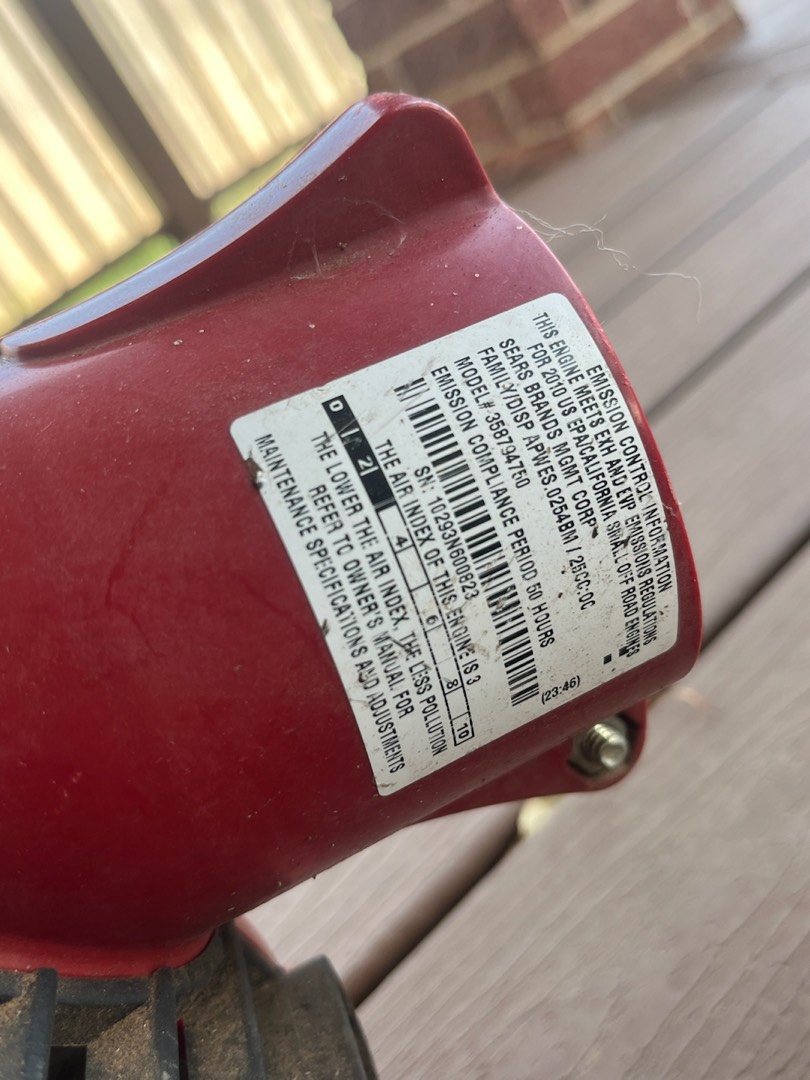 EMISSION CONTROL INFORMATION
THIS ENGINE MEETS EXH AND EVP EMISSIONS REGULATIONS
FOR 2010 US EPA/CALIFORNIA SMALL OFF ROAD ENGINES
SEARS BRANDS MGMT CORP
FAMILY/DISP APWES.0254BM / 25CC:0C
MODEL# 358794750
EMISSION COMPLIANCE PERIOD 50 HOURS
(23:46)
SN: 10293N600823
THE AIR INDEX OF THIS ENGINE IS 3
0 2 4 6 8 10
THE LOWER THE AIR INDEX, THE LESS POLLUTION
REFER TO OWNER'S MANUAL FOR
MAINTENANCE SPECIFICATIONS AND ADJUSTMENTS